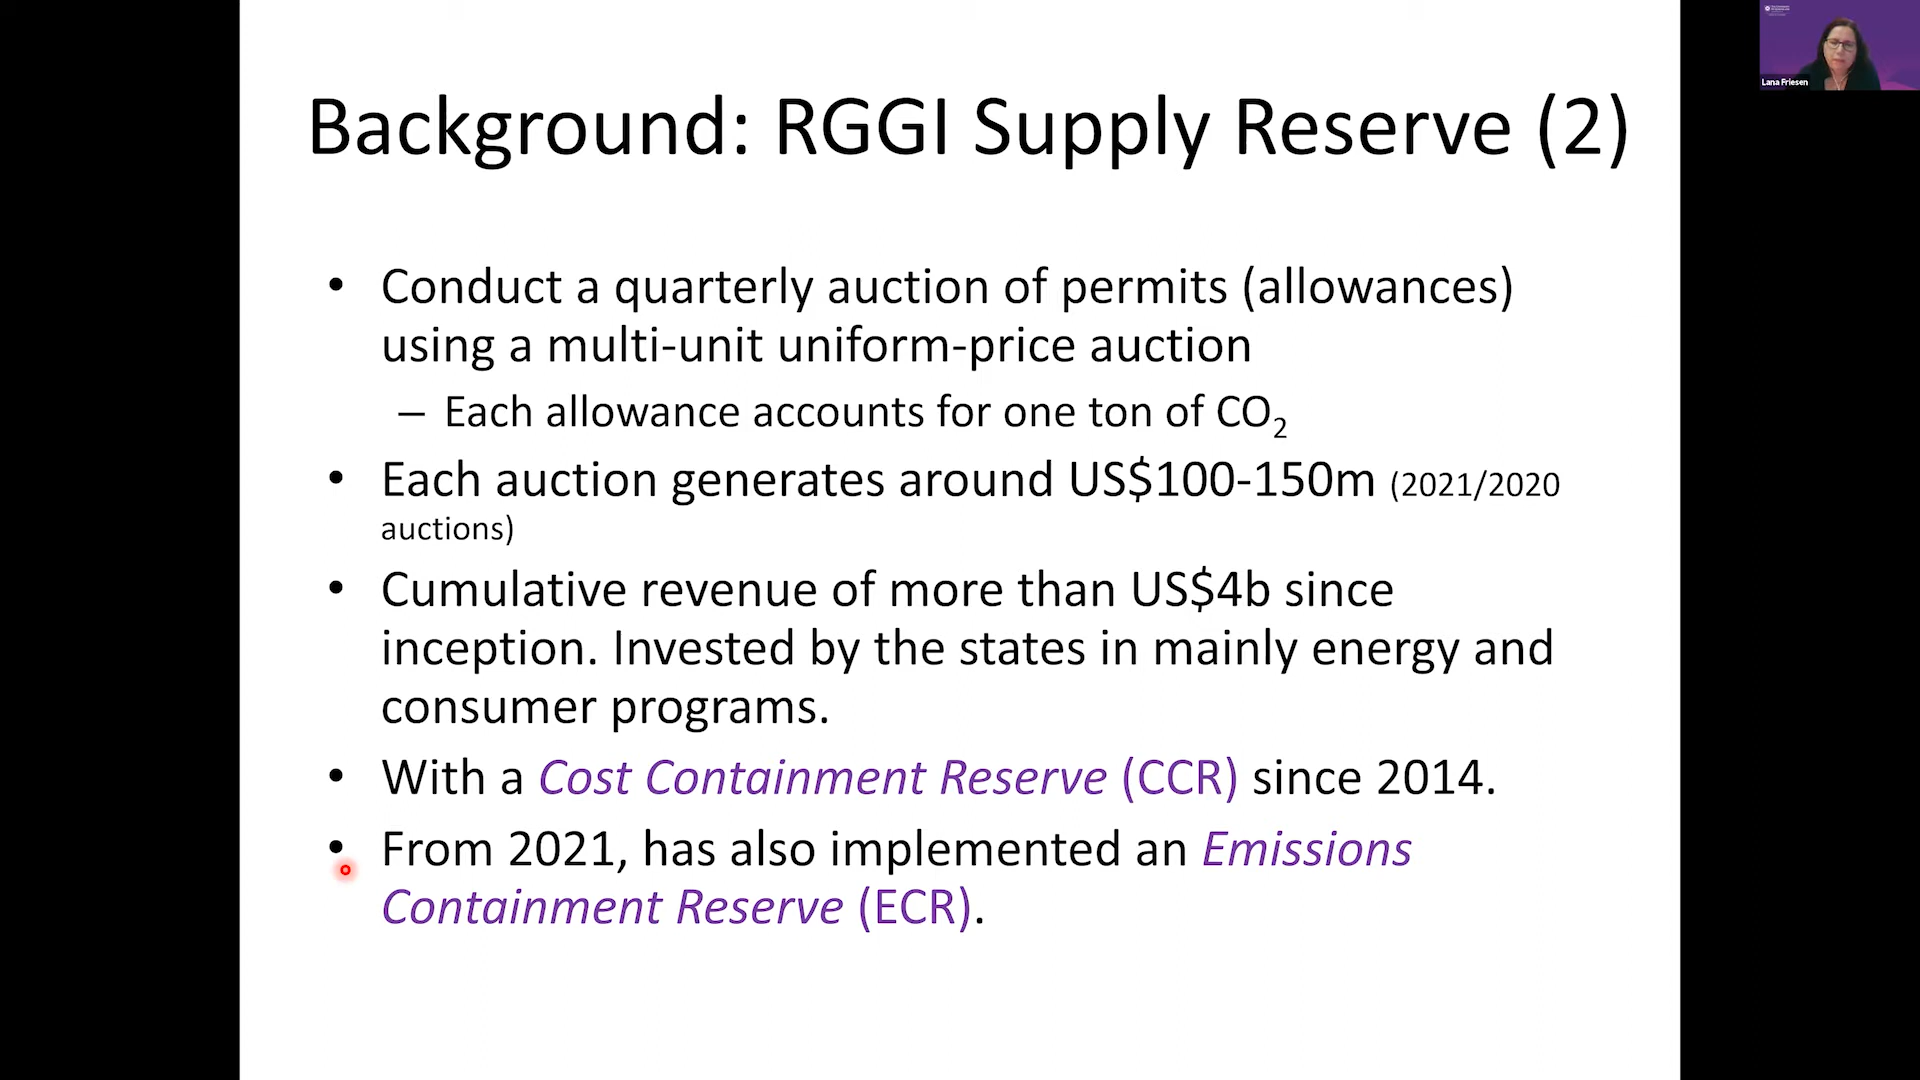 Background: RGGI Supply Reserve (2)
• Conduct a quarterly auction of permits (allowances)
using a multi-unit uniform-price auction
– Each allowance accounts for one ton of CO₂
• Each auction generates around US$100-150m (2021/2020
auctions)
• Cumulative revenue of more than US$4b since
inception. Invested by the states in mainly energy and
consumer programs.
• With a Cost Containment Reserve (CCR) since 2014.
• From 2021, has also implemented an Emissions
Containment Reserve (ECR).
Lana Friesen